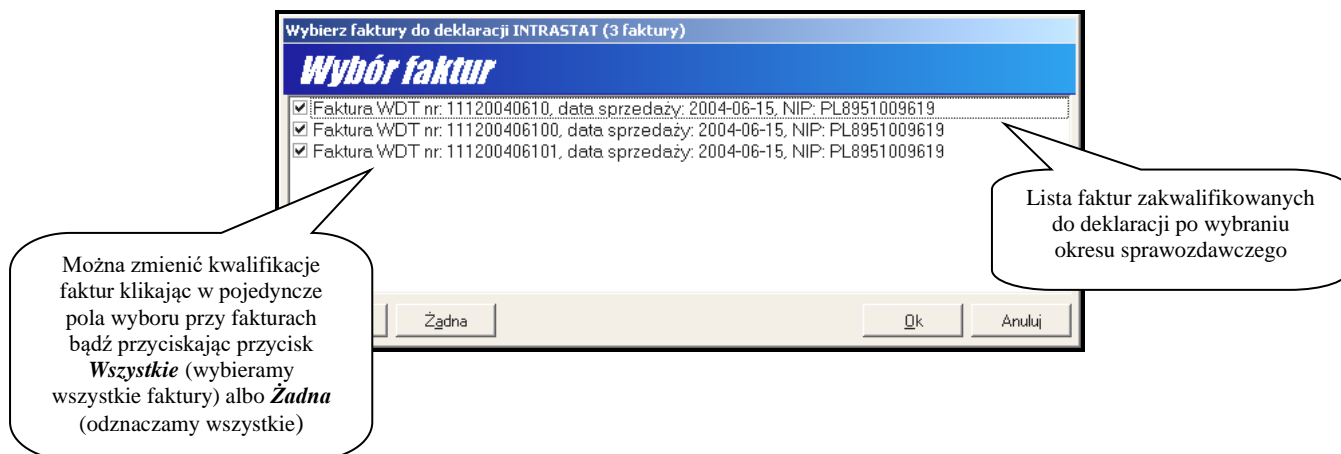 Wybierz faktury do deklaracji INTRASTAT (3 faktury)
Wybór faktur
Faktura WDT nr: 11120040610, data sprzedaży: 2004-06-15, NIP: PL8951009619
Faktura WDT nr: 111200406100, data sprzedaży: 2004-06-15, NIP: PL8951009619
Faktura WDT nr: 111200406101, data sprzedaży: 2004-06-15, NIP: PL8951009619
Lista faktur zakwalifikowanych
do deklaracji po wybraniu
okresu sprawozdawczego
Można zmienić kwalifikacje
faktur klikając w pojedyncze
pola wyboru przy fakturach
bądź przyciskając przycisk
Wszystkie (wybieramy
wszystkie faktury) albo Żadna
(odznaczamy wszystkie)
Żadna
Ok
Anuluj